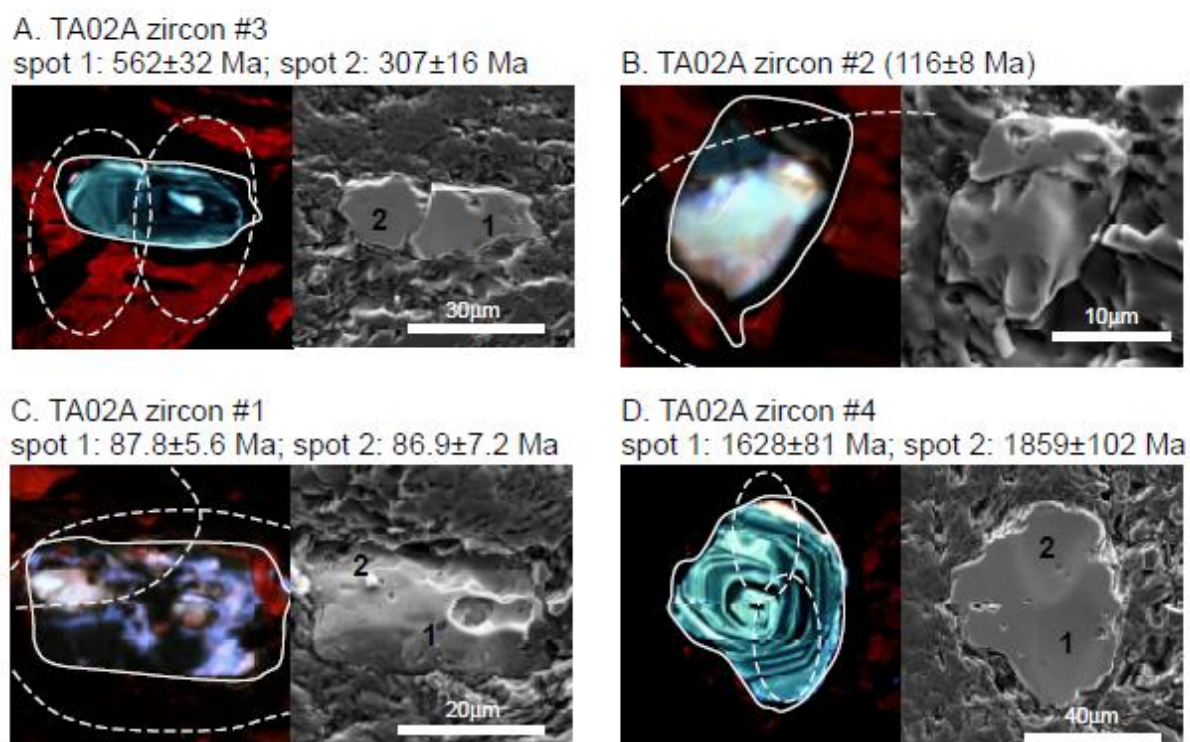 A. TA02A zircon #3
spot 1: 562±32 Ma; spot 2: 307±16 Ma
2
1
30µm
B. TA02A zircon #2 (116±8 Ma)
10µm
C. TA02A zircon #1
spot 1: 87.8±5.6 Ma; spot 2: 86.9±7.2 Ma
2
1
20µm
D. TA02A zircon #4
spot 1: 1628±81 Ma; spot 2: 1859±102 Ma
2
1
40µm